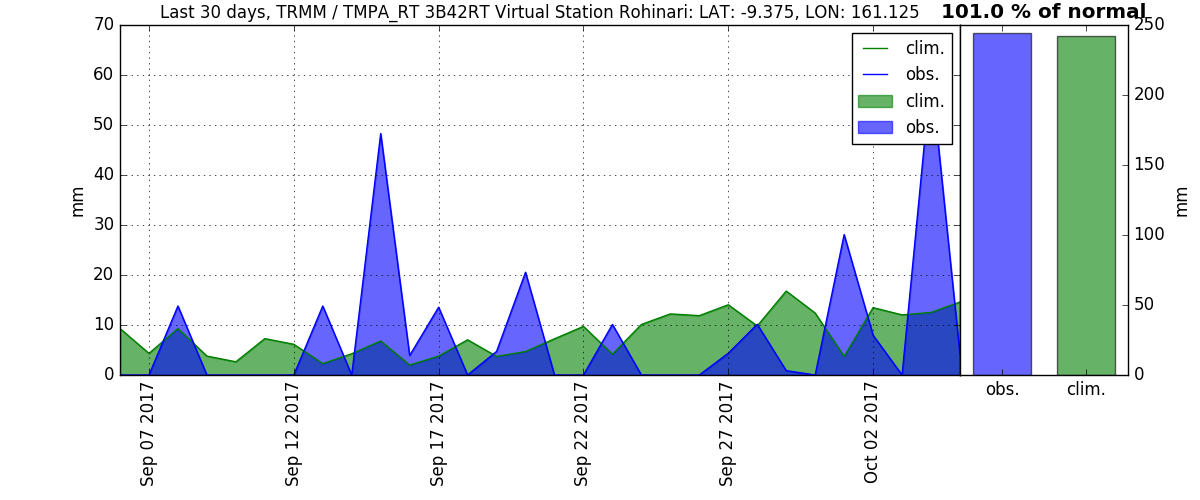 Last 30 days, TRMM / TMPA_RT 3B42RT Virtual Station Rohinari: LAT: -9.375, LON: 161.125
101.0 % of normal
70
60
50
40
30
20
10
0
mm
clim.
obs.
clim.
obs.
Sep 07 2017
Sep 12 2017
Sep 17 2017
Sep 22 2017
Sep 27 2017
Oct 02 2017
250
200
150
100
50
0
mm
obs.
clim.